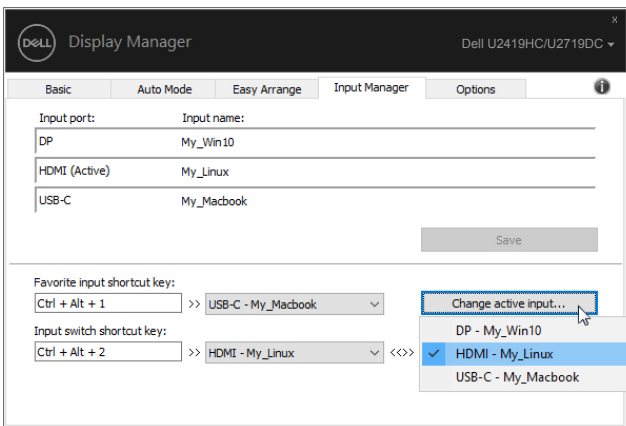 x
DELL Display Manager Dell U2419HC/U2719DC
Basic Auto Mode Easy Arrange Input Manager Options i
Input port: Input name:
DP My_Win10
HDMI (Active) My_Linux
USB-C My_Macbook
Save
Favorite input shortcut key:
Ctrl + Alt + 1 >> USB-C - My_Macbook Change active input...
DP - My_Win10
Input switch shortcut key:
Ctrl + Alt + 2 >> HDMI - My_Linux <<>> ✓ HDMI - My_Linux
USB-C - My_Macbook